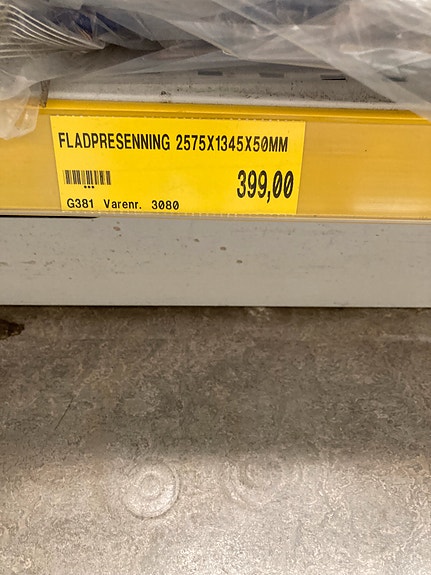 FLADPRESENNING 2575X1345X50MM
399,00
G381 Varenr. 3080